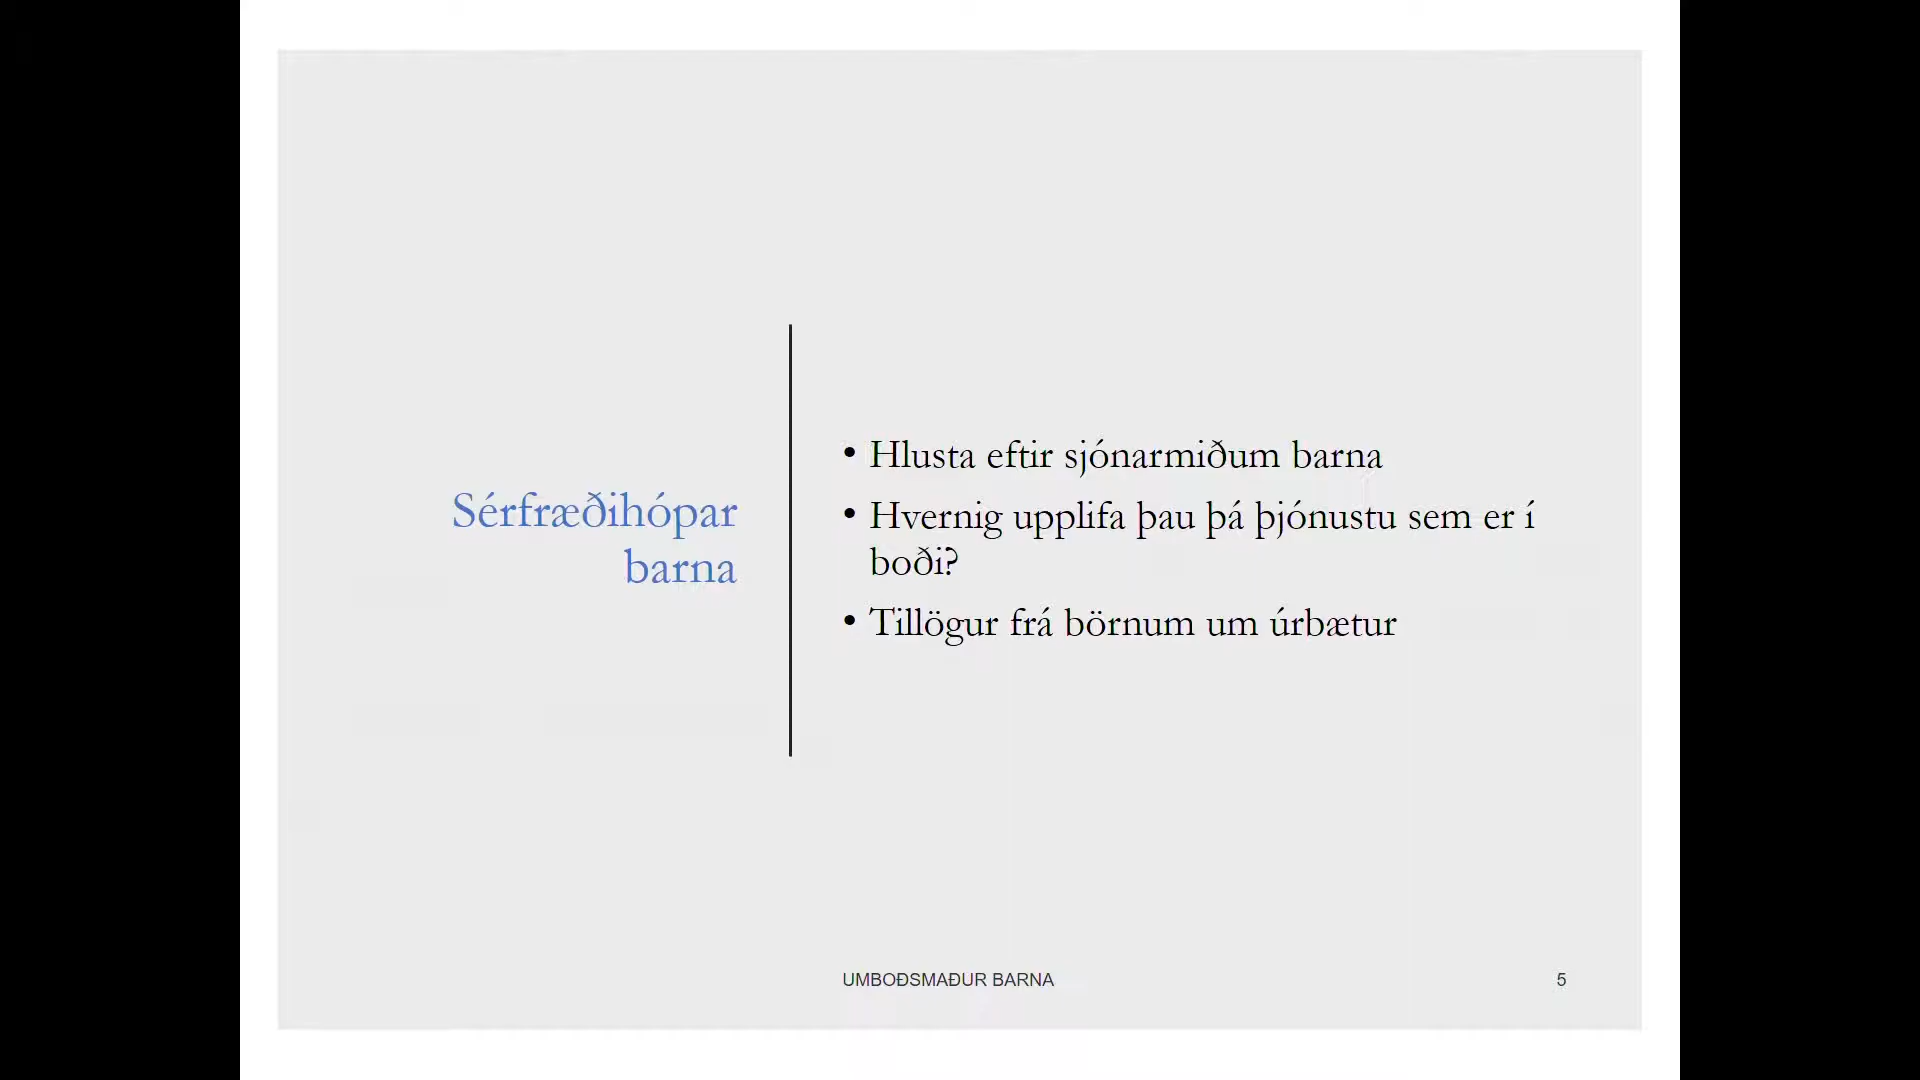 Sérfræðihópar
barna
• Hlusta eftir sjónarmiðum barna
• Hvernig upplifa þau þá þjónustu sem er í
boði?
• Tillögur frá börnum um úrbætur
UMBOÐSMAÐUR BARNA
5